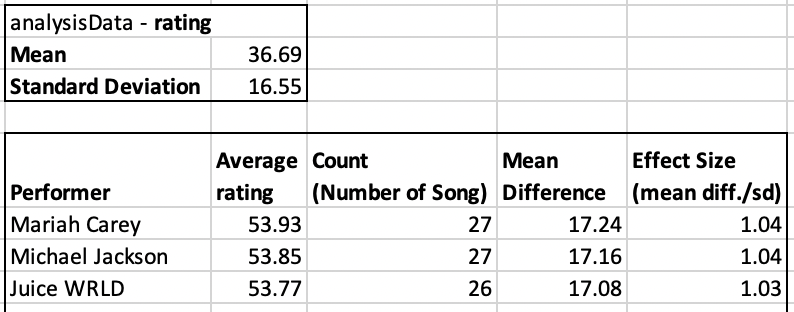 analysisData - rating
Mean 36.69
Standard Deviation 16.55
Average Count Mean Effect Size
Performer rating (Number of Song) Difference (mean diff./sd)
Mariah Carey 53.93 27 17.24 1.04
Michael Jackson 53.85 27 17.16 1.04
Juice WRLD 53.77 26 17.08 1.03